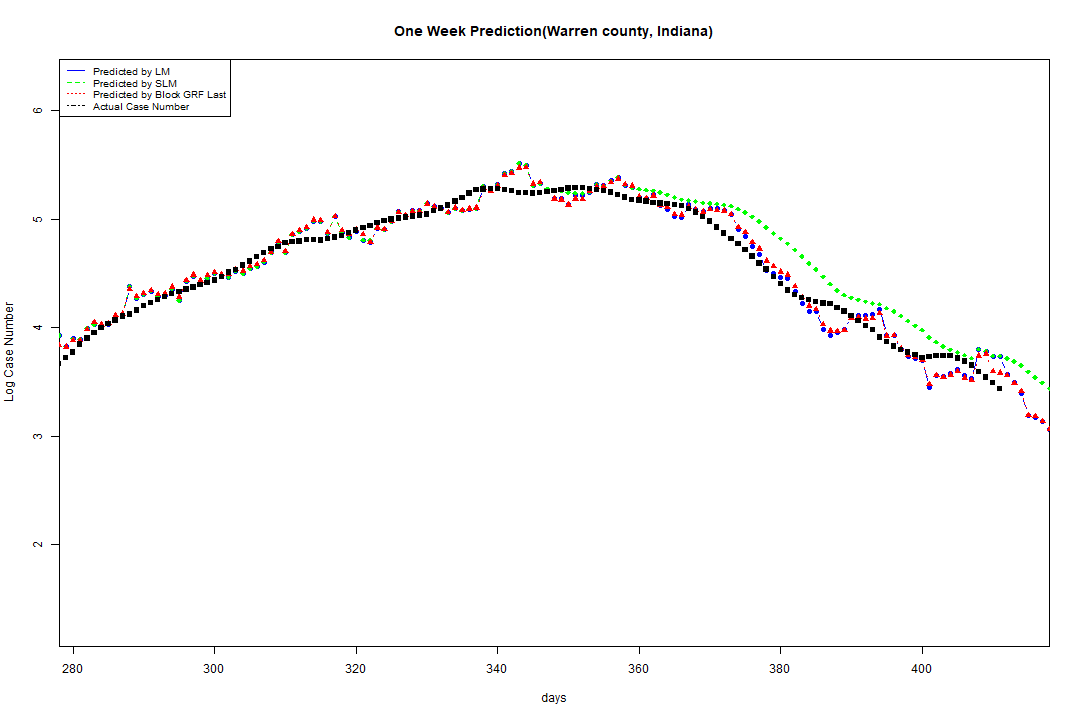 One Week Prediction(Warren county, Indiana)
Predicted by LM
Predicted by SLM
Predicted by Block GRF Last
Actual Case Number
6
5
4
3
2
Log Case Number
280 300 320 340 360 380 400
days